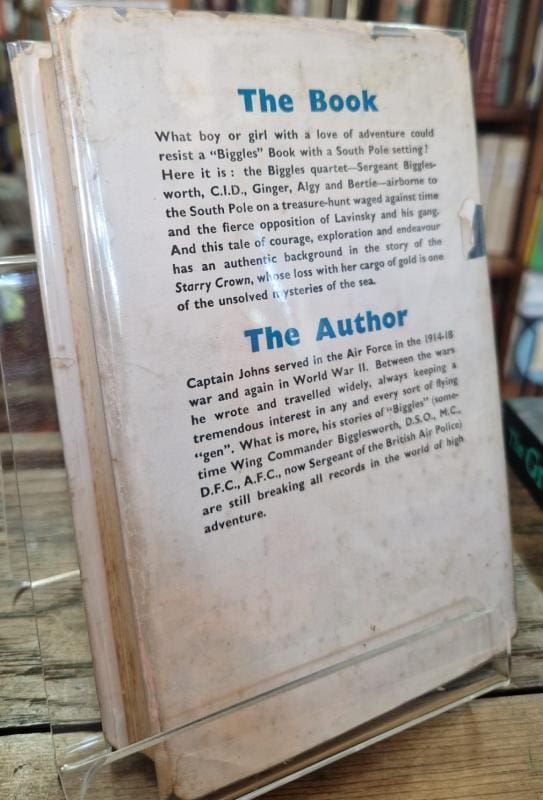 The Book
What boy or girl with a love of adventure could
resist a "Biggles" Book with a South Pole setting?
Here it is: the Biggles quartet—Sergeant Biggles-
worth, C.I.D., Ginger, Algy and Bertie—airborne to
the South Pole on a treasure-hunt waged against time
and the fierce opposition of Lavinsky and his gang.
And this tale of courage, exploration and endeavour
has an authentic background in the story of the
Starry Crown, whose loss with her cargo of gold is one
of the unsolved mysteries of the sea.
The Author
Captain Johns served in the Air Force in the 1914-18
war and again in World War II. Between the wars
he wrote and travelled widely, always keeping a
tremendous interest in any and every sort of flying
"gen". What is more, his stories of "Biggles" (some-
time Wing Commander Bigglesworth, D.S.O., M.C.,
D.F.C., A.F.C., now Sergeant of the British Air Police)
are still breaking all records in the world of high
adventure.
The